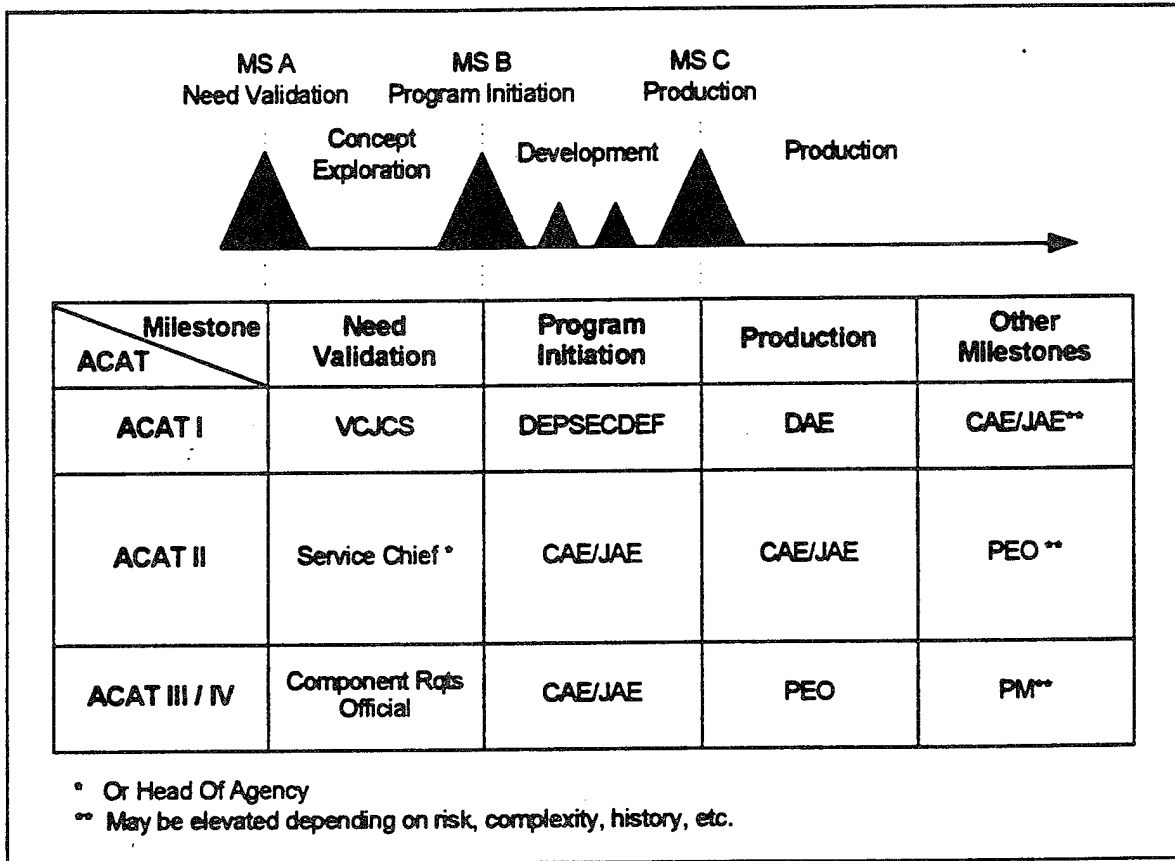 MS A
Need Validation
MS B
Program Initiation
MS C
Production
Concept
Exploration
Development
Production
Milestone
ACAT
Need
Validation
Program
Initiation
Production
Other
Milestones
ACAT I
VCJCS
DEPSECDEF
DAE
CAE/JAE**
ACAT II
Service Chief *
CAE/JAE
CAE/JAE
PEO **
ACAT III / IV
Component Rqts
Official
CAE/JAE
PEO
PM**
* Or Head Of Agency
** May be elevated depending on risk, complexity, history, etc.